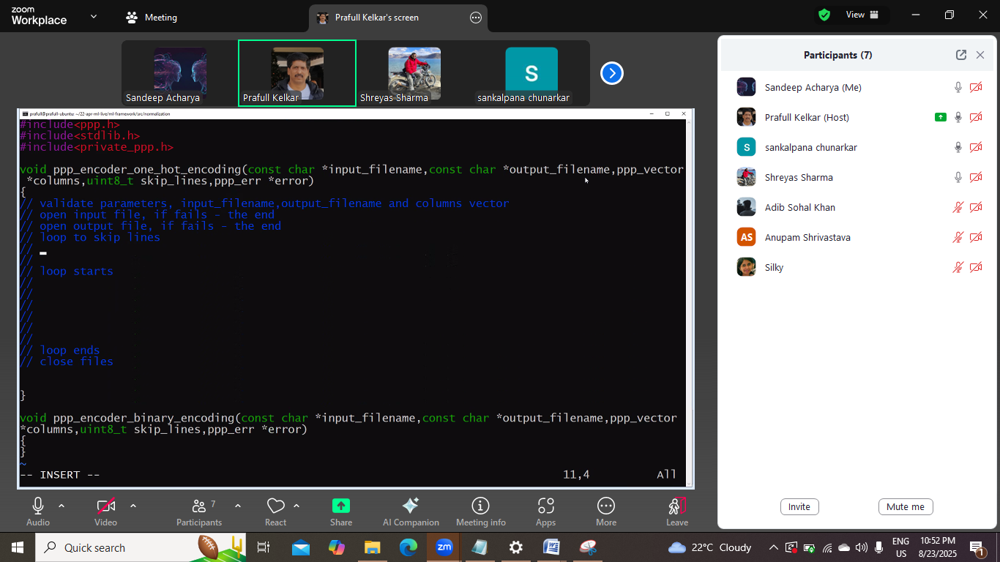 zoom
Workplace
Meeting
Prafull Kelkar's screen
View
Sandeep Acharya
Prafull Kelkar
Shreyas Sharma
S
sankalpana chunarkar
prafull@prafull-ubuntu: ~/22-apr-ml-live/ml-framework/src/normalization
#include<ppp.h>
#include<stdlib.h>
#include<private_ppp.h>
void ppp_encoder_one_hot_encoding(const char *input_filename,const char *output_filename,ppp_vector
*columns,uint8_t skip_lines,ppp_err *error)
{
// validate parameters, input_filename,output_filename and columns vector
// open input file, if fails - the end
// open output file, if fails - the end
// loop to skip lines
//
//
// loop starts
//
//
//
//
//
//
// loop ends
// close files
}
void ppp_encoder_binary_encoding(const char *input_filename,const char *output_filename,ppp_vector
*columns,uint8_t skip_lines,ppp_err *error)
{
}
~
-- INSERT --
11,4
All
Participants (7)
Sandeep Acharya (Me)
Prafull Kelkar (Host)
S
sankalpana chunarkar
Shreyas Sharma
Adib Sohal Khan
AS
Anupam Shrivastava
Silky
Invite
Mute me
Audio
Video
7
Participants
React
Share
AI Companion
Meeting info
Apps
More
Leave
Quick search
zm
22°C Cloudy
ENG
US
10:52 PM
8/23/2025
1